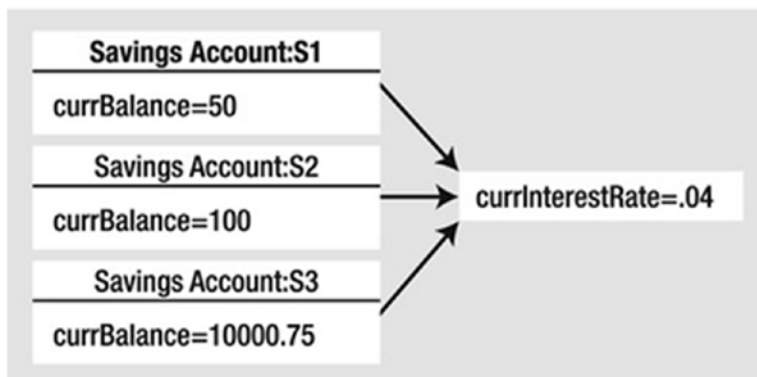 Savings Account:S1
currBalance=50
Savings Account:S2
currBalance=100
Savings Account:S3
currBalance=10000.75
currInterestRate=.04